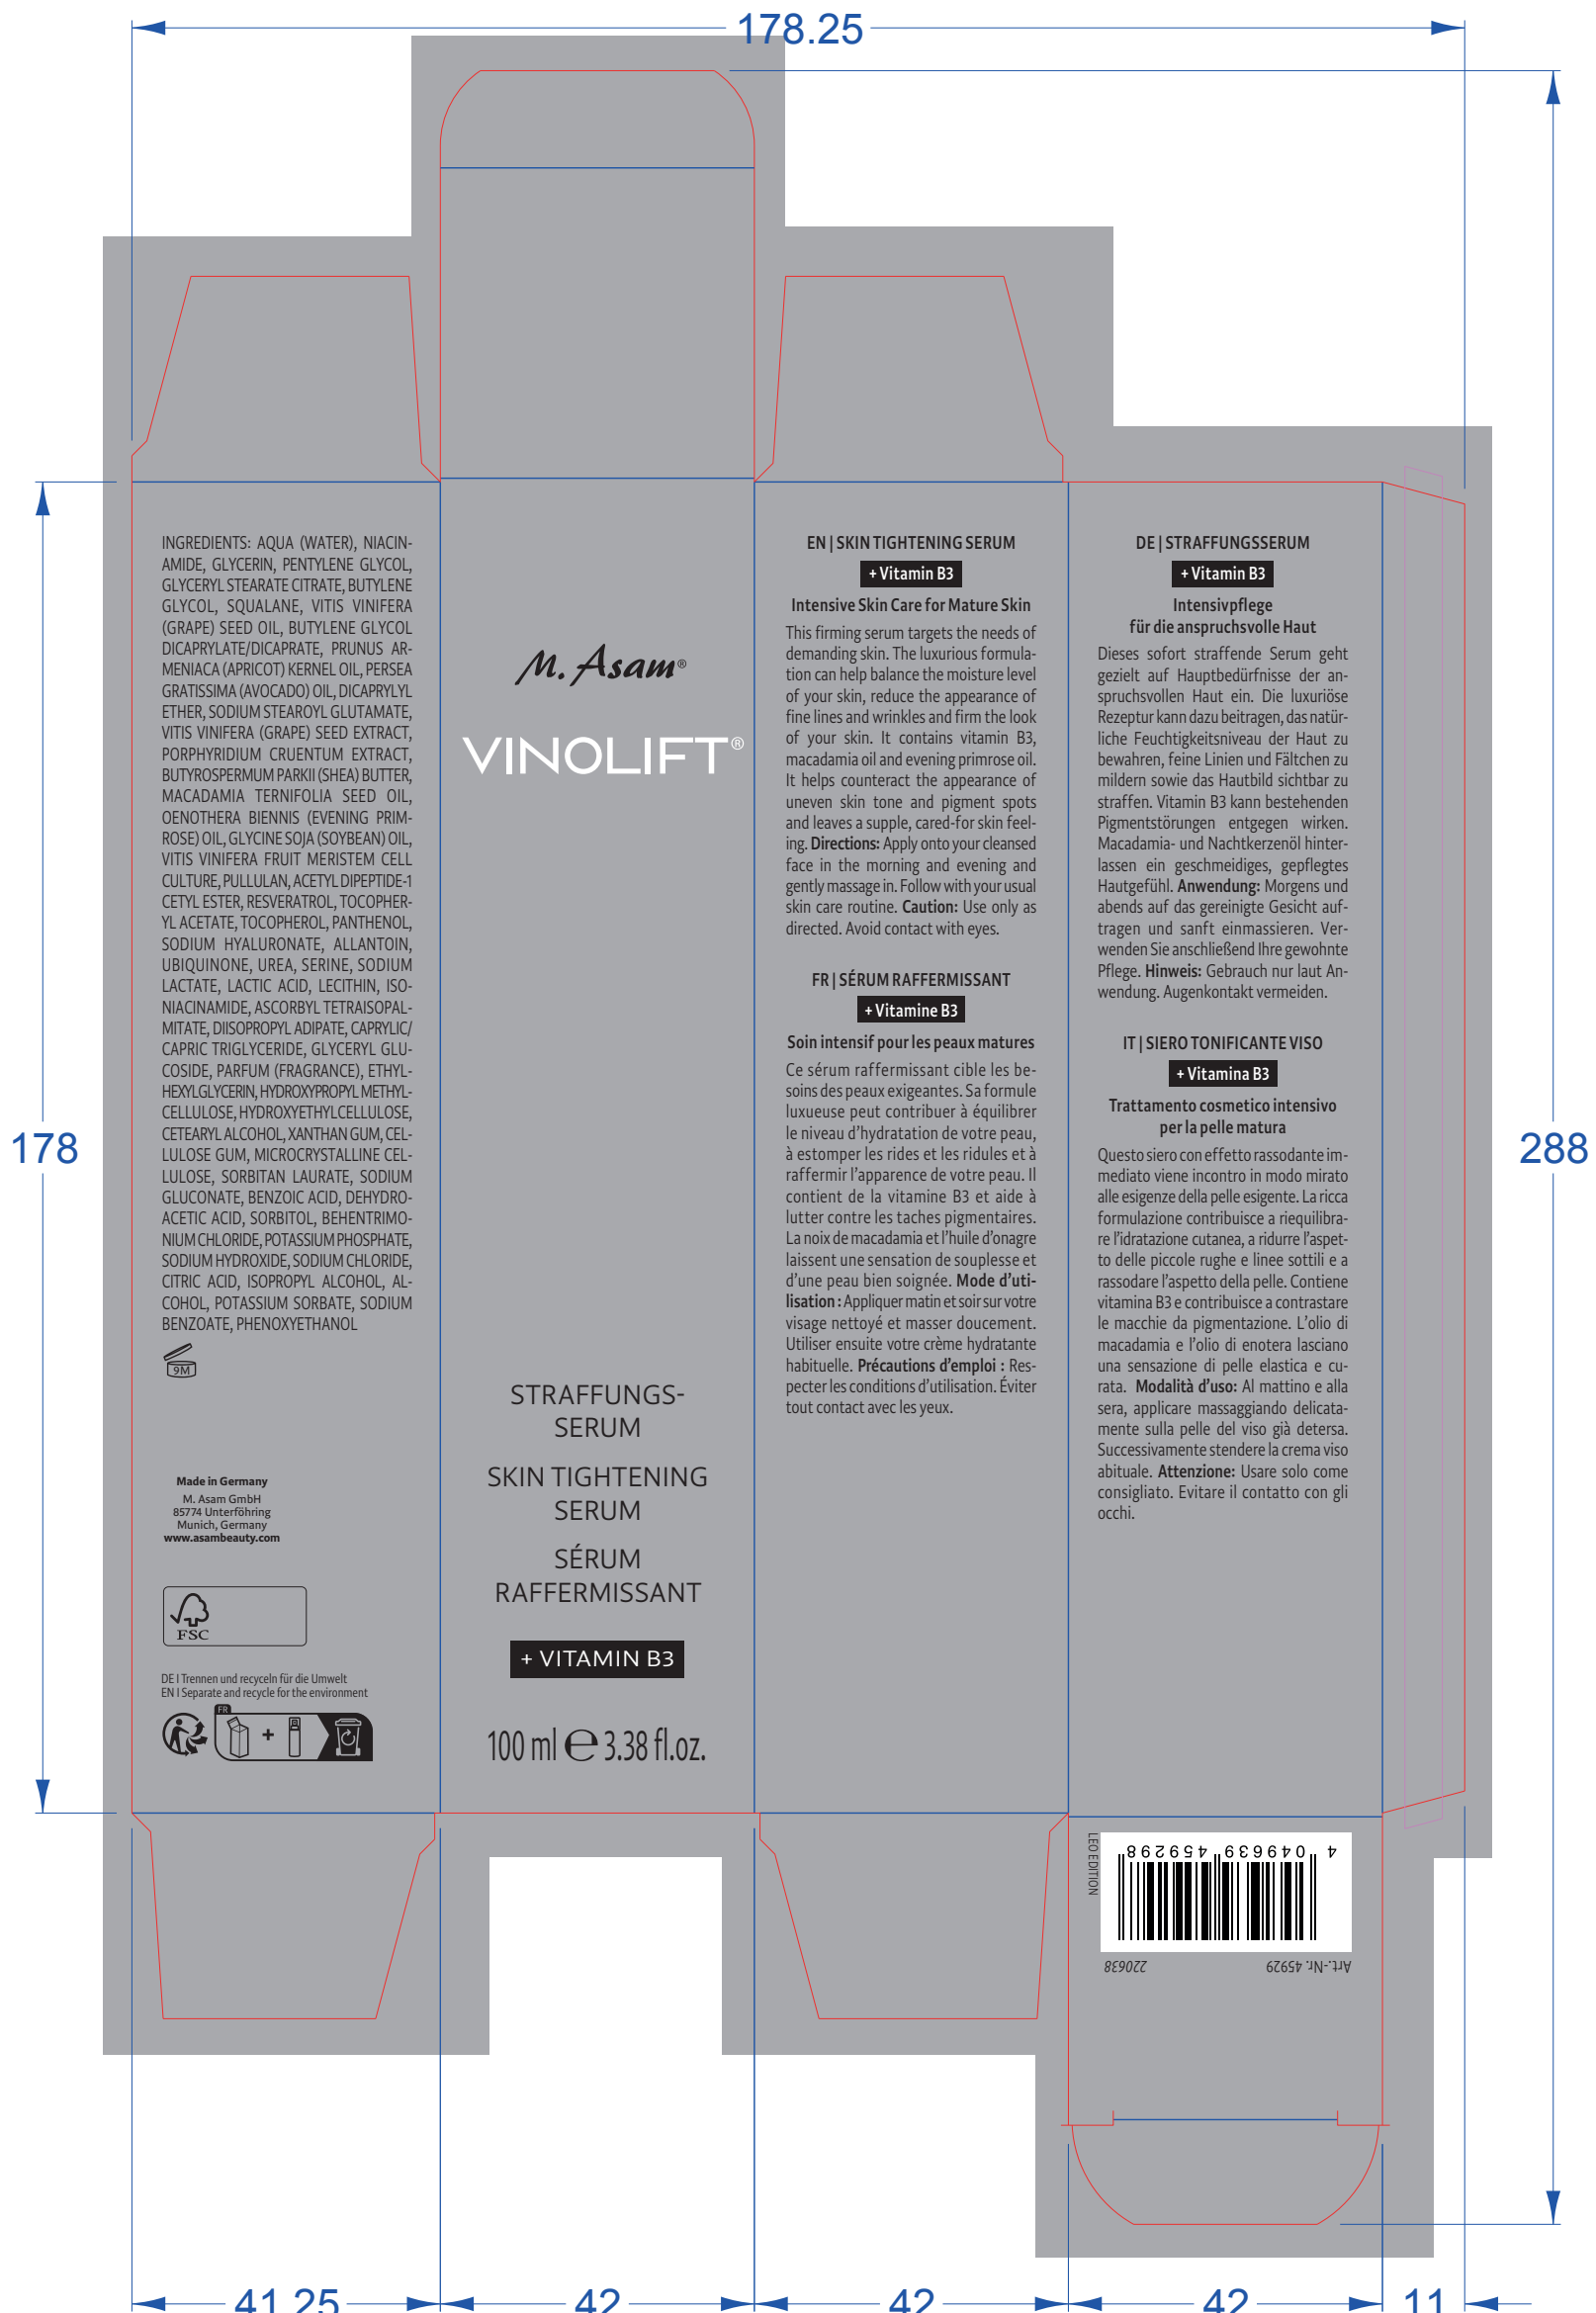 178.25
INGREDIENTS: AQUA (WATER), NIACIN-
AMIDE, GLYCERIN, PENTYLENE GLYCOL,
GLYCERYL STEARATE CITRATE, BUTYLENE
GLYCOL, SQUALANE, VITIS VINIFERA
(GRAPE) SEED OIL, BUTYLENE GLYCOL
DICAPRYLATE/DICAPRATE, PRUNUS AR-
MENIACA (APRICOT) KERNEL OIL, PERSEA
GRATISSIMA (AVOCADO) OIL, DICAPRYLYL
ETHER, SODIUM STEAROYL GLUTAMATE,
VITIS VINIFERA (GRAPE) SEED EXTRACT,
PORPHYRIDIUM CRUENTUM EXTRACT,
BUTYROSPERMUM PARKII (SHEA) BUTTER,
MACADAMIA TERNIFOLIA SEED OIL,
OENOTHERA BIENNIS (EVENING PRIM-
ROSE) OIL, GLYCINE SOJA (SOYBEAN) OIL,
VITIS VINIFERA FRUIT MERISTEM CELL
CULTURE, PULLULAN, ACETYL DIPEPTIDE-1
CETYL ESTER, RESVERATROL, TOCOPHER-
YL ACETATE, TOCOPHEROL, PANTHENOL,
SODIUM HYALURONATE, ALLANTOIN,
UBIQUINONE, UREA, SERINE, SODIUM
LACTATE, LACTIC ACID, LECITHIN, ISO-
NIACINAMIDE, ASCORBYL TETRAISOPAL-
MITATE, DIISOPROPYL ADIPATE, CAPRYLIC/
CAPRIC TRIGLYCERIDE, GLYCERYL GLU-
COSIDE, PARFUM (FRAGRANCE), ETHYL-
HEXYLGLYCERIN, HYDROXYPROPYL METHYL-
CELLULOSE, HYDROXYETHYLCELLULOSE,
CETEARYL ALCOHOL, XANTHAN GUM, CEL-
LULOSE GUM, MICROCRYSTALLINE CEL-
LULOSE, SORBITAN LAURATE, SODIUM
GLUCONATE, BENZOIC ACID, DEHYDRO-
ACETIC ACID, SORBITOL, BEHENTRIMO-
NIUM CHLORIDE, POTASSIUM PHOSPHATE,
SODIUM HYDROXIDE, SODIUM CHLORIDE,
CITRIC ACID, ISOPROPYL ALCOHOL, AL-
COHOL, POTASSIUM SORBATE, SODIUM
BENZOATE, PHENOXYETHANOL
9M
Made in Germany
M. Asam GmbH
85774 Unterföhring
Munich, Germany
www.asambeauty.com
FSC
DE I Trennen und recyceln für die Umwelt
EN I Separate and recycle for the environment
FR
+
M. Asam®
VINOLIFT®
STRAFFUNGS-
SERUM
SKIN TIGHTENING
SERUM
SÉRUM
RAFFERMISSANT
+ VITAMIN B3
100 ml ℮ 3.38 fl.oz.
EN | SKIN TIGHTENING SERUM
+ Vitamin B3
Intensive Skin Care for Mature Skin
This firming serum targets the needs of
demanding skin. The luxurious formula-
tion can help balance the moisture level
of your skin, reduce the appearance of
fine lines and wrinkles and firm the look
of your skin. It contains vitamin B3,
macadamia oil and evening primrose oil.
It helps counteract the appearance of
uneven skin tone and pigment spots
and leaves a supple, cared-for skin feel-
ing. Directions: Apply onto your cleansed
face in the morning and evening and
gently massage in. Follow with your usual
skin care routine. Caution: Use only as
directed. Avoid contact with eyes.
FR | SÉRUM RAFFERMISSANT
+ Vitamine B3
Soin intensif pour les peaux matures
Ce sérum raffermissant cible les be-
soins des peaux exigeantes. Sa formule
luxueuse peut contribuer à équilibrer
le niveau d’hydratation de votre peau,
à estomper les rides et les ridules et à
raffermir l’apparence de votre peau. Il
contient de la vitamine B3 et aide à
lutter contre les taches pigmentaires.
La noix de macadamia et l’huile d’onagre
laissent une sensation de souplesse et
d’une peau bien soignée. Mode d’uti-
lisation : Appliquer matin et soir sur votre
visage nettoyé et masser doucement.
Utiliser ensuite votre crème hydratante
habituelle. Précautions d’emploi : Res-
pecter les conditions d’utilisation. Éviter
tout contact avec les yeux.
DE | STRAFFUNGSSERUM
+ Vitamin B3
Intensivpflege
für die anspruchsvolle Haut
Dieses sofort straffende Serum geht
gezielt auf Hauptbedürfnisse der an-
spruchsvollen Haut ein. Die luxuriöse
Rezeptur kann dazu beitragen, das natür-
liche Feuchtigkeitsniveau der Haut zu
bewahren, feine Linien und Fältchen zu
mildern sowie das Hautbild sichtbar zu
straffen. Vitamin B3 kann bestehenden
Pigmentstörungen entgegen wirken.
Macadamia- und Nachtkerzenöl hinter-
lassen ein geschmeidiges, gepflegtes
Hautgefühl. Anwendung: Morgens und
abends auf das gereinigte Gesicht auf-
tragen und sanft einmassieren. Ver-
wenden Sie anschließend Ihre gewohnte
Pflege. Hinweis: Gebrauch nur laut An-
wendung. Augenkontakt vermeiden.
IT | SIERO TONIFICANTE VISO
+ Vitamina B3
Trattamento cosmetico intensivo
per la pelle matura
Questo siero con effetto rassodante im-
mediato viene incontro in modo mirato
alle esigenze della pelle esigente. La ricca
formulazione contribuisce a riequilibra-
re l’idratazione cutanea, a ridurre l’aspet-
to delle piccole rughe e linee sottili e a
rassodare l’aspetto della pelle. Contiene
vitamina B3 e contribuisce a contrastare
le macchie da pigmentazione. L’olio di
macadamia e l’olio di enotera lasciano
una sensazione di pelle elastica e cu-
rata. Modalità d’uso: Al mattino e alla
sera, applicare massaggiando delicata-
mente sulla pelle del viso già detersa.
Successivamente stendere la crema viso
abituale. Attenzione: Usare solo come
consigliato. Evitare il contatto con gli
occhi.
178
288
LEO EDITION
4 049639 459298
Art.-Nr. 45929
220638
41.25
42
42
42
11